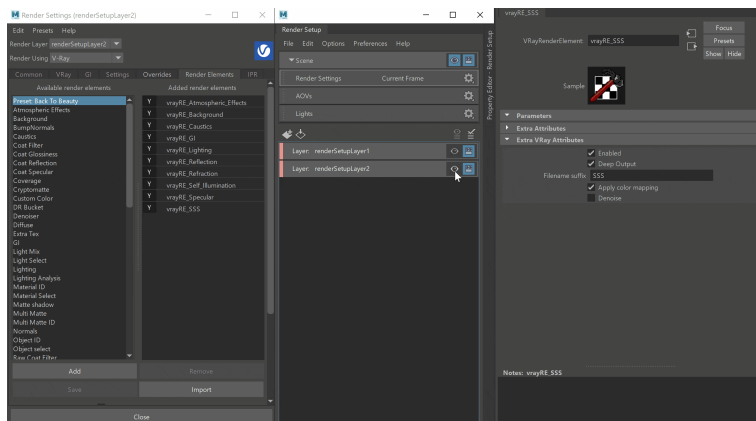 Render Settings (renderSetupLayer2)
Edit Presets Help
Render Layer renderSetupLayer2
Render Using V-Ray
Common VRay GI Settings Overrides Render Elements IPR
Available render elements
Preset: Back To Beauty
Atmospheric Effects
Background
BumpNormals
Caustics
Coat Filter
Coat Glossiness
Coat Reflection
Coat Specular
Coverage
Cryptomatte
Custom Color
DR Bucket
Denoiser
Diffuse
Extra Tex
GI
Light Mix
Light Select
Lighting
Lighting Analysis
Material ID
Material Select
Matte shadow
Multi Matte
Multi Matte ID
Normals
Object ID
Object select
Raw Coat Filter
Added render elements
Y vrayRE_Atmospheric_Effects
Y vrayRE_Background
Y vrayRE_Caustics
Y vrayRE_GI
Y vrayRE_Lighting
Y vrayRE_Reflection
Y vrayRE_Refraction
Y vrayRE_Self_Illumination
Y vrayRE_Specular
Y vrayRE_SSS
Add Remove
Save Import
Close
Render Setup
File Edit Options Preferences Help
Scene
Render Settings Current Frame
AOVs
Lights
Layer: renderSetupLayer1
Layer: renderSetupLayer2
Property Editor - Render Setup
vrayRE_SSS
VRayRenderElement: vrayRE_SSS
Focus
Presets
Show Hide
Sample
Parameters
Extra Attributes
Extra VRay Attributes
Enabled
Deep Output
Filename suffix SSS
Apply color mapping
Denoise
Notes: vrayRE_SSS